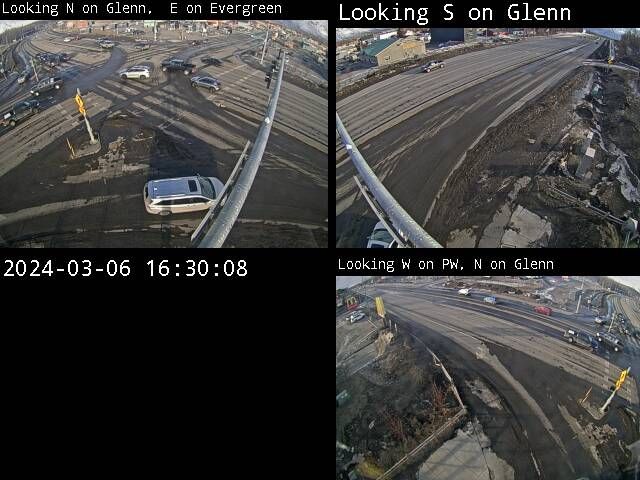 Looking N on Glenn, E on Evergreen
Looking S on Glenn
2024-03-06 16:30:08
Looking W on PW, N on Glenn